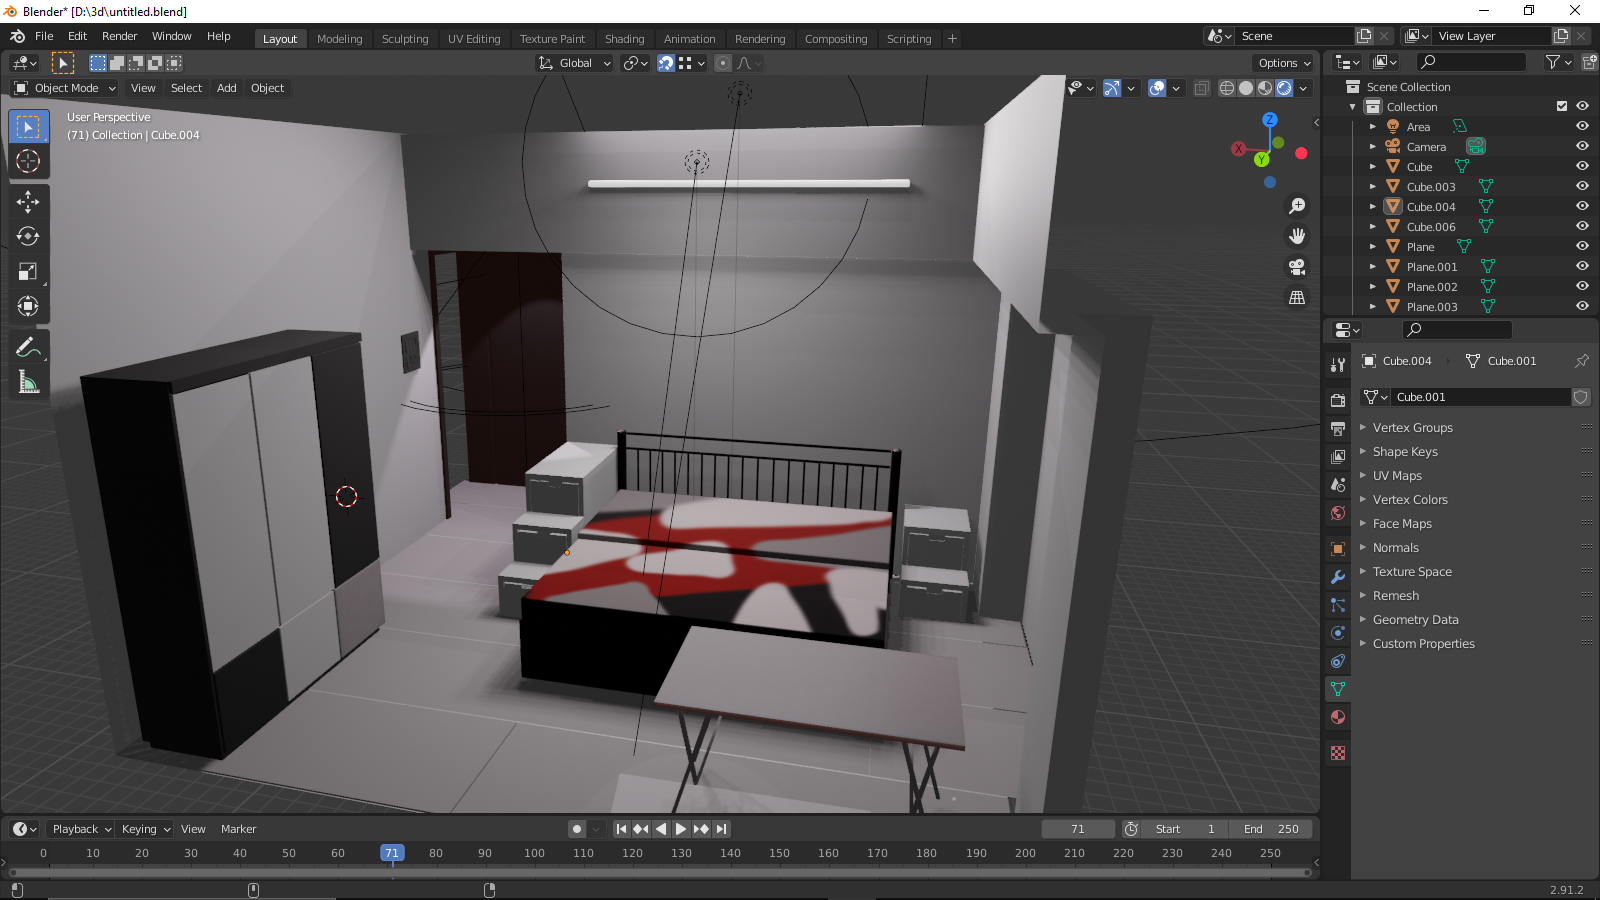 Blender* [D:\3d\untitled.blend]
File Edit Render Window Help
Layout Modeling Sculpting UV Editing Texture Paint Shading Animation Rendering Compositing Scripting +
Scene
View Layer
Global
Options
Object Mode View Select Add Object
User Perspective
(71) Collection | Cube.004
Z
X
Y
Scene Collection
Collection
Area
Camera
Cube
Cube.003
Cube.004
Cube.006
Plane
Plane.001
Plane.002
Plane.003
Cube.004 Cube.001
Cube.001
Vertex Groups
Shape Keys
UV Maps
Vertex Colors
Face Maps
Normals
Texture Space
Remesh
Geometry Data
Custom Properties
Playback Keying View Marker
71
Start 1
End 250
0 10 20 30 40 50 60 71 80 90 100 110 120 130 140 150 160 170 180 190 200 210 220 230 240 250
2.91.2